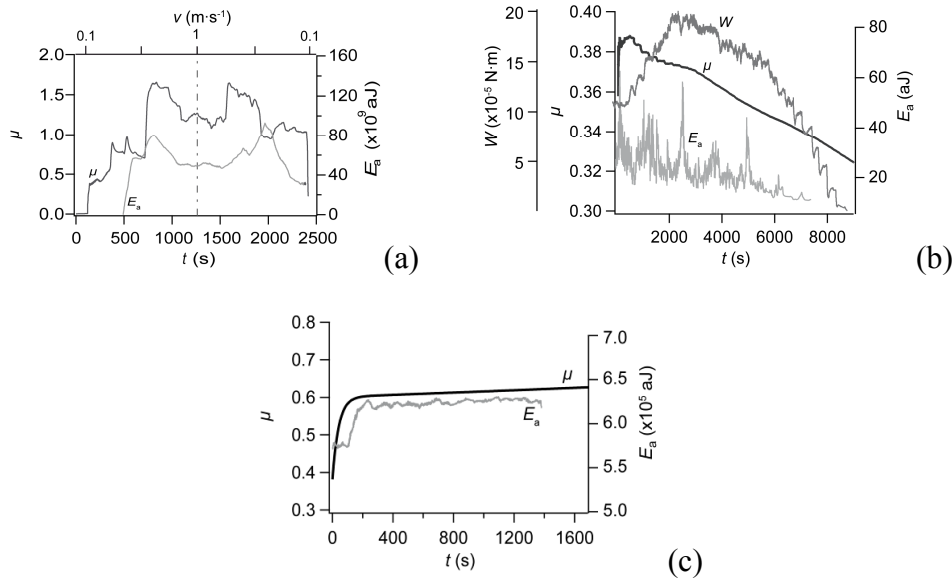 v (m·s⁻¹)
0.1 1 0.1
2.0
1.5
1.0
0.5
0.0
μ
160
120
80
40
0
Eₐ (x10⁹ aJ)
μ
Eₐ
0 500 1000 1500 2000 2500
t (s)
(a)
20
15
10
5
W (x10⁻⁵ N·m)
0.40
0.38
0.36
0.34
0.32
0.30
μ
80
60
40
20
Eₐ (aJ)
W
μ
Eₐ
2000 4000 6000 8000
t (s)
(b)
0.8
0.7
0.6
0.5
0.4
0.3
μ
7.0
6.5
6.0
5.5
5.0
Eₐ (x10⁵ aJ)
μ
Eₐ
0 400 800 1200 1600
t (s)
(c)